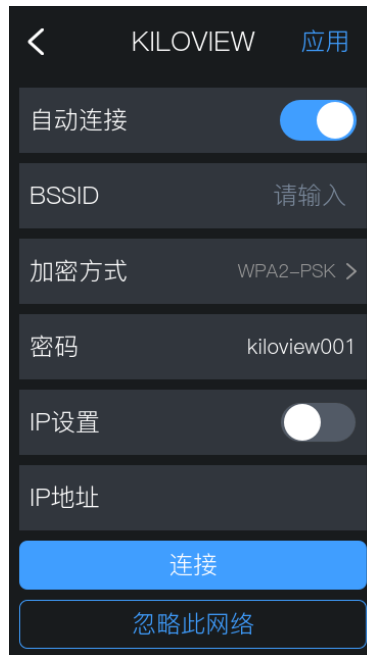 KILOVIEW 应用
自动连接
BSSID 请输入
加密方式 WPA2-PSK >
密码 kiloview001
IP设置
IP地址
连接
忽略此网络